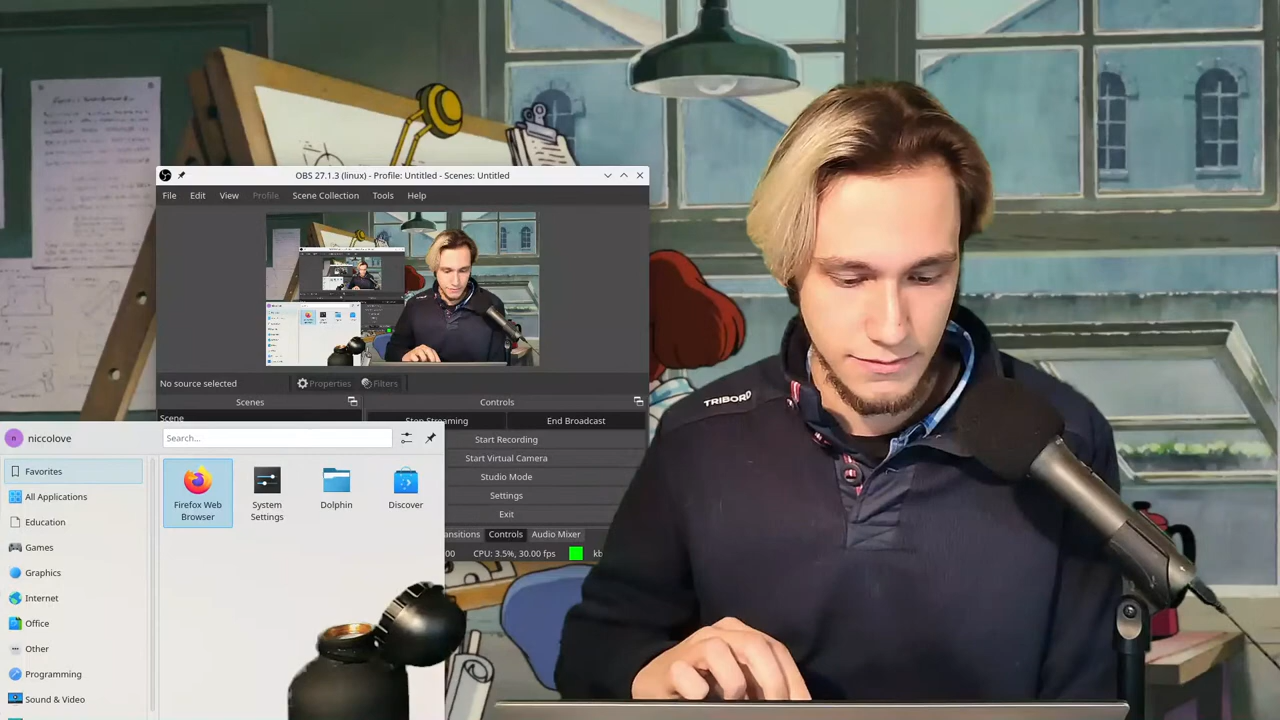 OBS 27.1.3 (linux) - Profile: Untitled - Scenes: Untitled
File Edit View Profile Scene Collection Tools Help
No source selected Properties Filters
Scenes Controls
Scene
Stop Streaming End Broadcast
Start Recording
Start Virtual Camera
Studio Mode
Settings
Exit
Controls Audio Mixer
CPU: 3.5%, 30.00 fps
n niccolove Search...
Favorites
All Applications
Education
Games
Graphics
Internet
Office
Other
Programming
Sound & Video
Firefox Web
Browser
System
Settings
Dolphin
Discover
TRIBORD